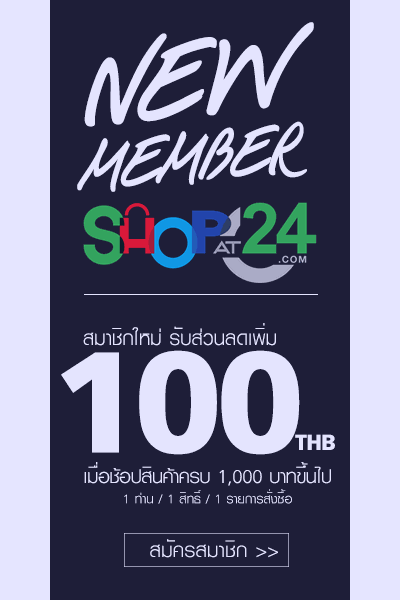 NEW
MEMBER
SHOP AT 24
.COM
สมาชิกใหม่ รับส่วนลดเพิ่ม
100 THB
เมื่อช้อปสินค้าครบ 1,000 บาทขึ้นไป
1 ท่าน / 1 สิทธิ์ / 1 รายการสั่งซื้อ
สมัครสมาชิก >>